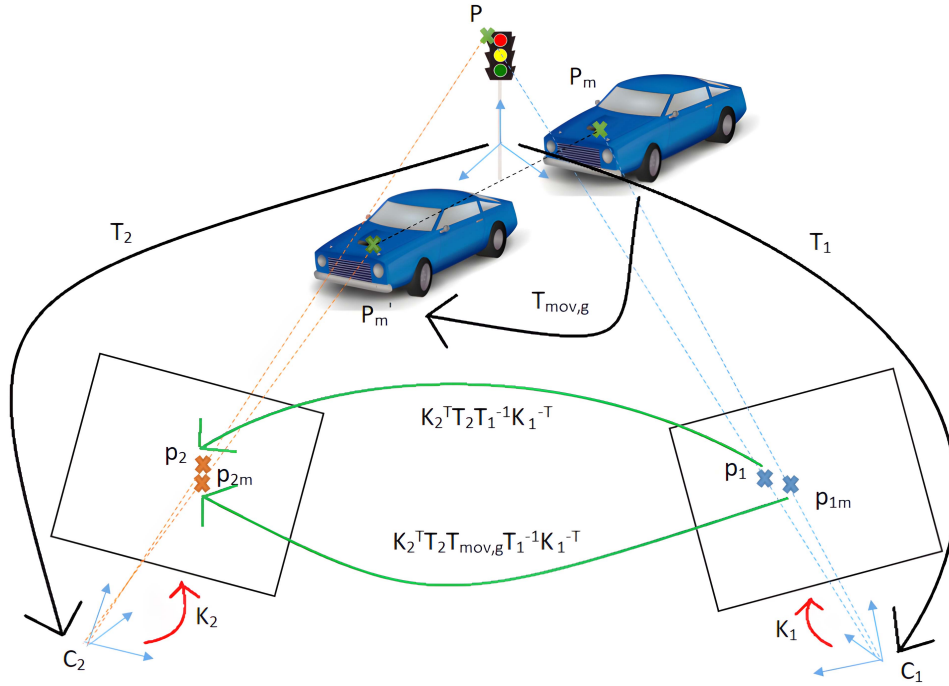 P
P_m
T_2
T_1
T_mov,g
P_m'
K_2^T T_2 T_1^-1 K_1^-T
p_2
p_2m
p_1
p_1m
K_2^T T_2 T_mov,g T_1^-1 K_1^-T
K_2
K_1
C_2
C_1